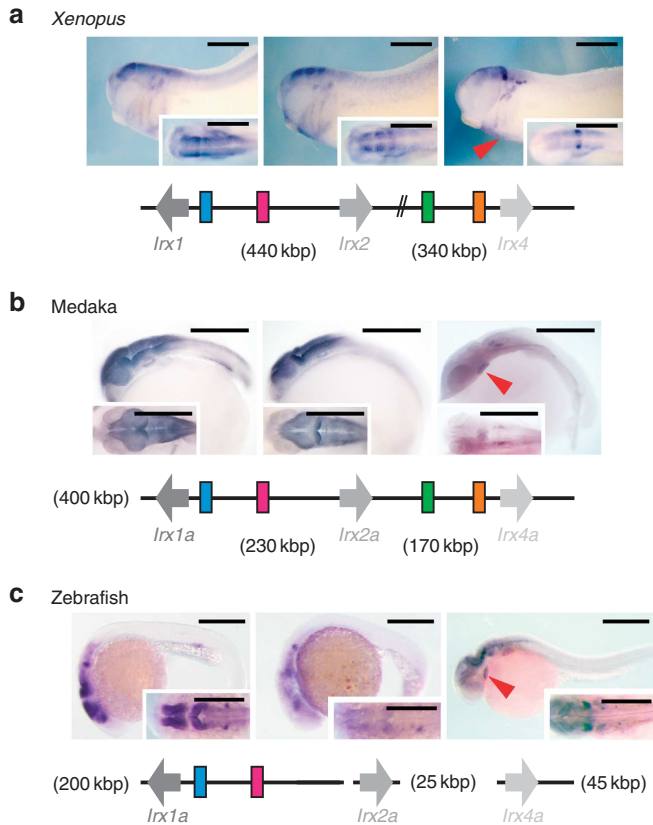 a Xenopus
Irx1 Irx2 Irx4
(440 kbp) (340 kbp)
b Medaka
(400 kbp)
Irx1a Irx2a Irx4a
(230 kbp) (170 kbp)
c Zebrafish
(200 kbp) (25 kbp) (45 kbp)
Irx1a Irx2a Irx4a